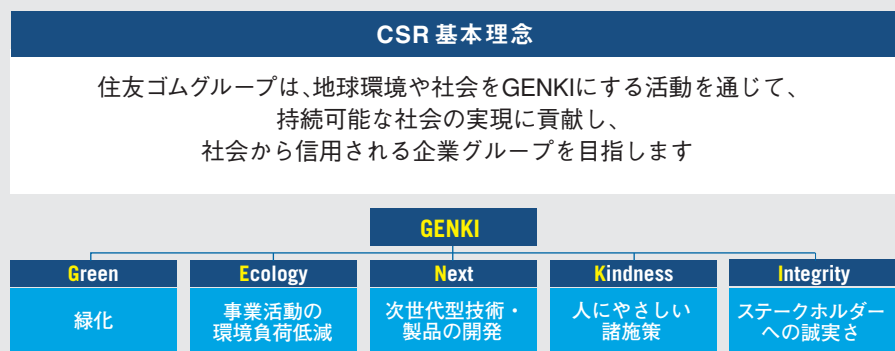 CSR 基本理念
住友ゴムグループは、地球環境や社会をGENKIにする活動を通じて、
持続可能な社会の実現に貢献し、
社会から信用される企業グループを目指します
GENKI
Green
緑化
Ecology
事業活動の
環境負荷低減
Next
次世代型技術・
製品の開発
Kindness
人にやさしい
諸施策
Integrity
ステークホルダー
への誠実さ